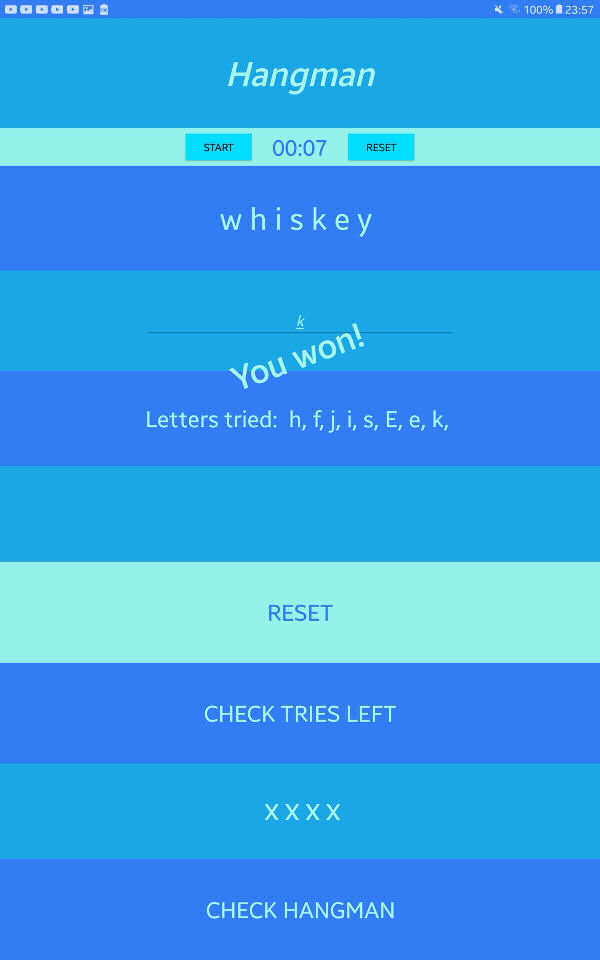 100% 23:57
Hangman
START 00:07 RESET
w h i s k e y
k
You won!
Letters tried: h, f, j, i, s, E, e, k,
RESET
CHECK TRIES LEFT
X X X X
CHECK HANGMAN